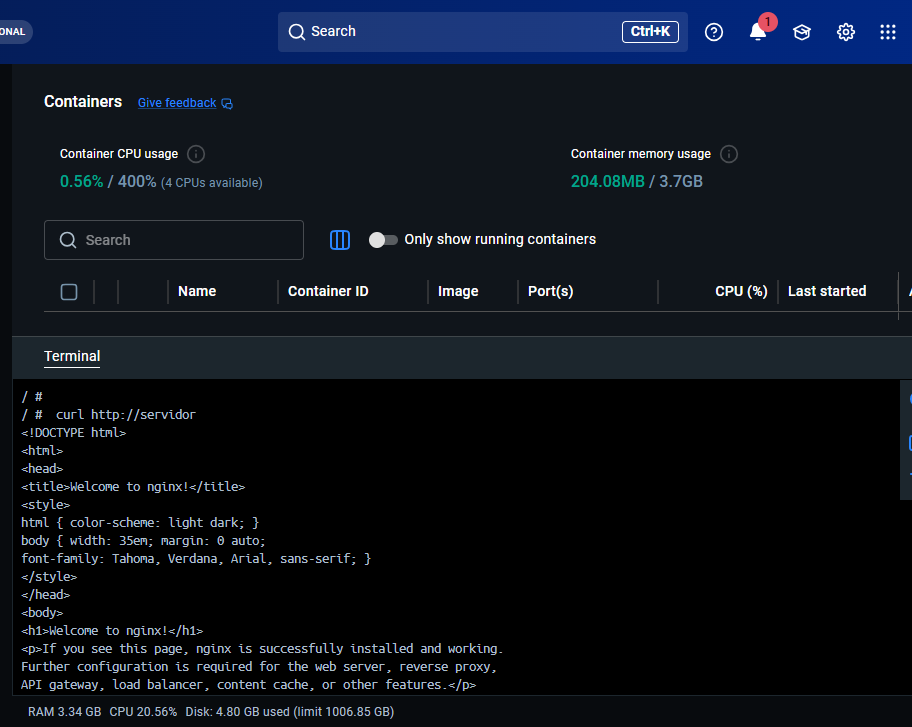 ONAL
Search Ctrl+K 1
Containers Give feedback
Container CPU usage
Container memory usage
0.56% / 400% (4 CPUs available)
204.08MB / 3.7GB
Search
Only show running containers
Name Container ID Image Port(s) CPU (%) Last started
Terminal
/ #
/ #  curl http://servidor
<!DOCTYPE html>
<html>
<head>
<title>Welcome to nginx!</title>
<style>
html { color-scheme: light dark; }
body { width: 35em; margin: 0 auto;
font-family: Tahoma, Verdana, Arial, sans-serif; }
</style>
</head>
<body>
<h1>Welcome to nginx!</h1>
<p>If you see this page, nginx is successfully installed and working.
Further configuration is required for the web server, reverse proxy,
API gateway, load balancer, content cache, or other features.</p>
RAM 3.34 GB CPU 20.56% Disk: 4.80 GB used (limit 1006.85 GB)